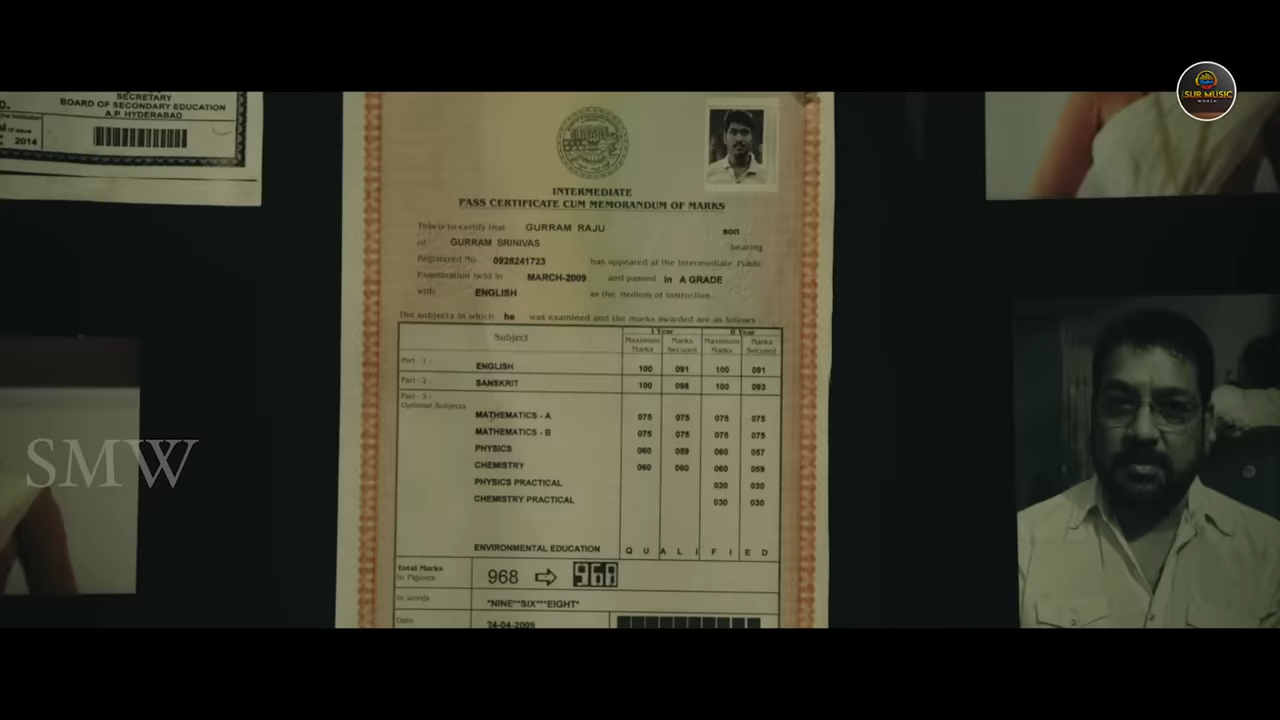 SECRETARY
BOARD OF SECONDARY EDUCATION
A.P. HYDERABAD
2014
SUR MUSIC
WORLD
INTERMEDIATE
PASS CERTIFICATE CUM MEMORANDUM OF MARKS
This is to certify that GURRAM RAJU son
of GURRAM SRINIVAS bearing
Registered No. 0928241723 has appeared at the Intermediate Public
Examination held in MARCH-2009 and passed in A GRADE
with ENGLISH as the Medium of Instruction.
The subjects in which he was examined and the marks awarded are as follows :
Subject I Year II Year
Maximum Marks Marks Secured Maximum Marks Marks Secured
Part - 1 : ENGLISH 100 091 100 091
Part - 2 : SANSKRIT 100 098 100 093
Part - 3 :
Optional Subjects
MATHEMATICS - A 075 075 075 075
MATHEMATICS - B 075 075 075 075
PHYSICS 060 059 060 057
CHEMISTRY 060 060 060 059
PHYSICS PRACTICAL 030 030
CHEMISTRY PRACTICAL 030 030
ENVIRONMENTAL EDUCATION Q U A L I F I E D
Total Marks
In Figures 968 ⇨ 968
In words *NINE**SIX***EIGHT*
Date 24-04-2009
SMW